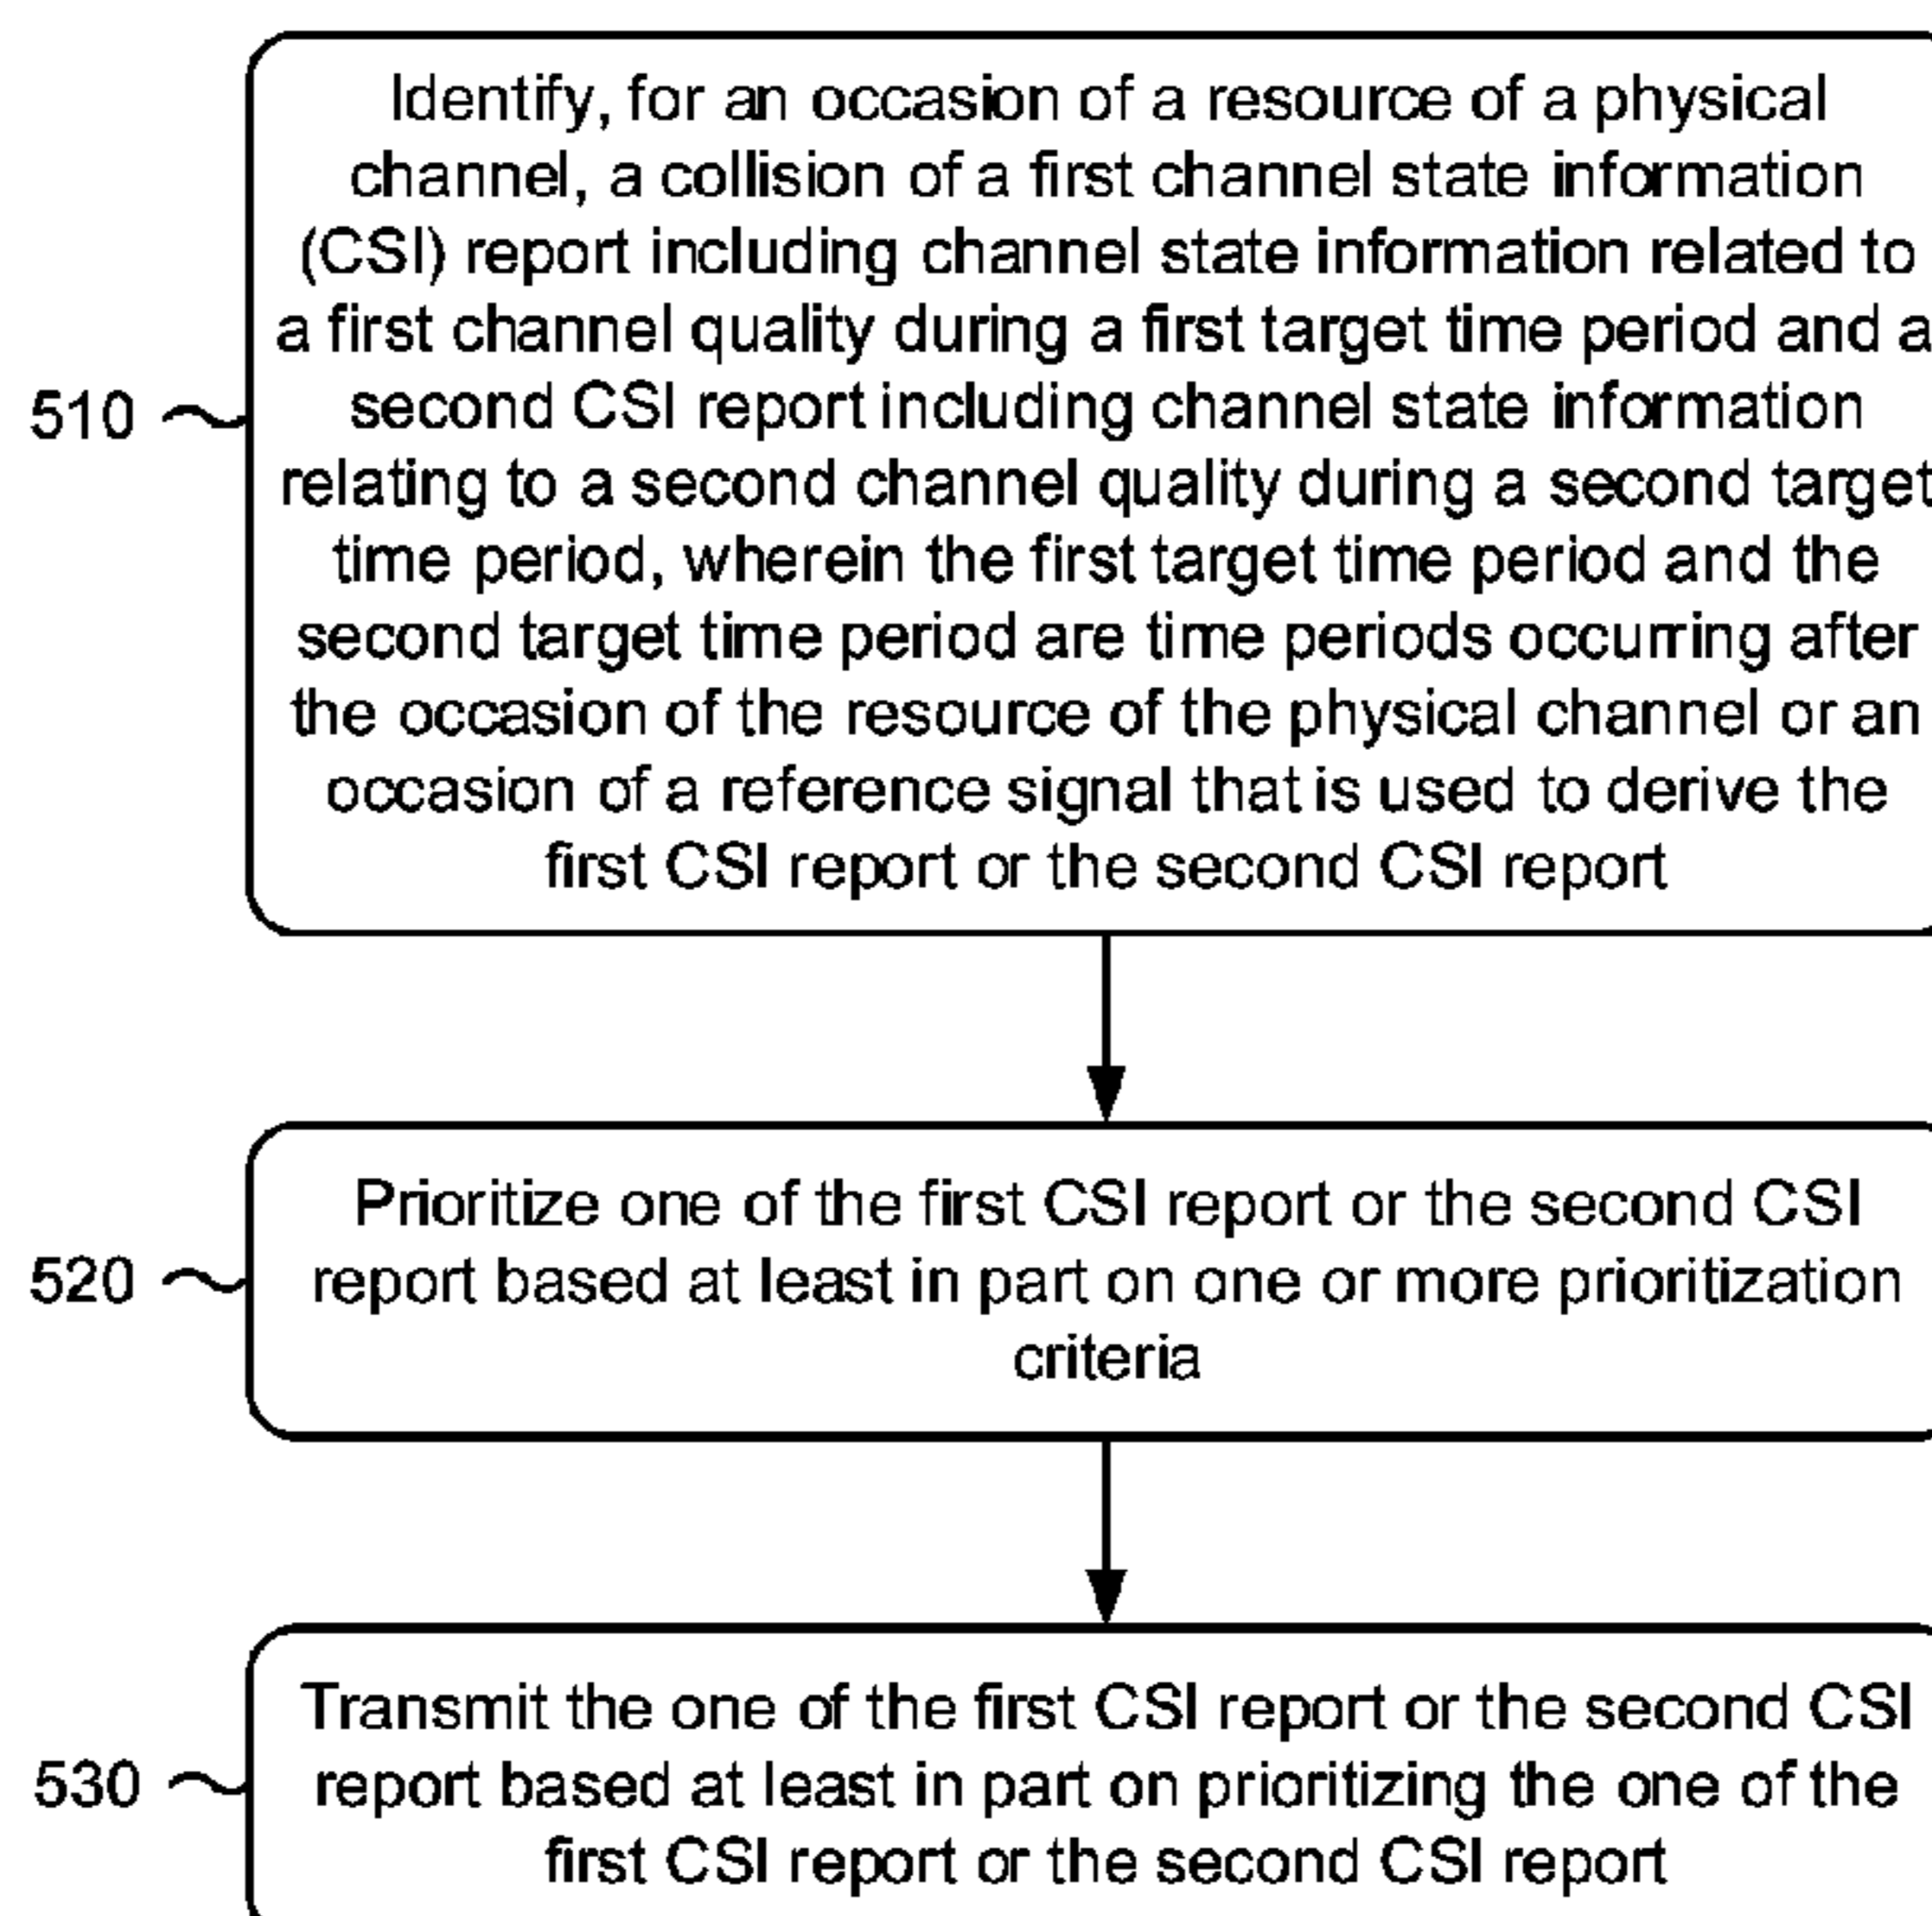 Identify, for an occasion of a resource of a physical
channel, a collision of a first channel state information
(CSI) report including channel state information related to
a first channel quality during a first target time period and a
510
second CSI report including channel state information
relating to a second channel quality during a second target
time period, wherein the first target time period and the
second target time period are time periods occurring after
the occasion of the resource of the physical channel or an
occasion of a reference signal that is used to derive the
first CSI report or the second CSI report
Prioritize one of the first CSI report or the second CSI
520
report based at least in part on one or more prioritization
criteria
Transmit the one of the first CSI report or the second CSI
530
report based at least in part on prioritizing the one of the
first CSI report or the second CSI report